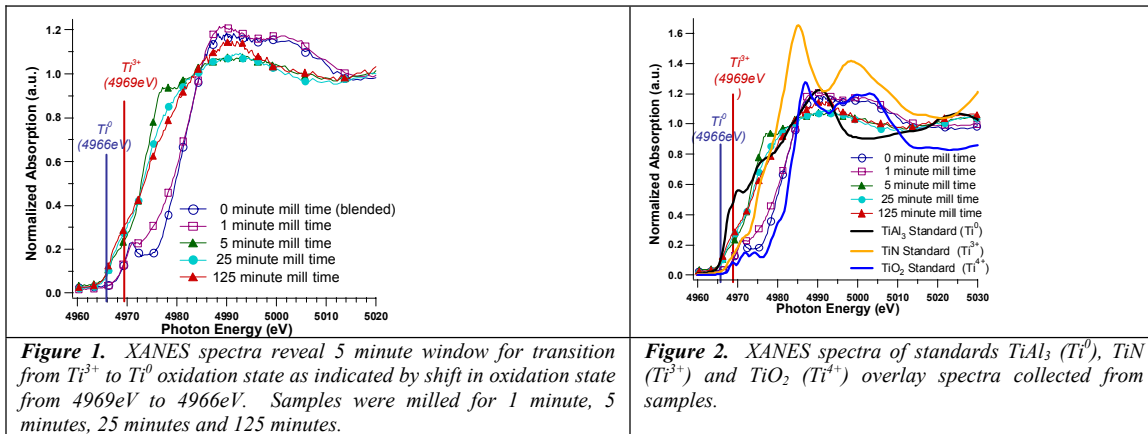 1.2
1.0
0.8
0.6
0.4
0.2
0.0
Normalized Absorption (a.u.)
Ti0
(4966eV)
Ti3+
(4969eV)
0 minute mill time (blended)
1 minute mill time
5 minute mill time
25 minute mill time
125 minute mill time
4960 4970 4980 4990 5000 5010 5020
Photon Energy (eV)
1.6
1.4
1.2
1.0
0.8
0.6
0.4
0.2
0.0
Normalized Absorption (a.u.)
Ti0
(4966eV)
Ti3+
(4969eV
)
0 minute mill time
1 minute mill time
5 minute mill time
25 minute mill time
125 minute mill time
TiAl3 Standard (Ti0)
TiN Standard (Ti3+)
TiO2 Standard (Ti4+)
4960 4970 4980 4990 5000 5010 5020 5030
Photon Energy (eV)
Figure 1. XANES spectra reveal 5 minute window for transition
from Ti3+ to Ti0 oxidation state as indicated by shift in oxidation state
from 4969eV to 4966eV. Samples were milled for 1 minute, 5
minutes, 25 minutes and 125 minutes.
Figure 2. XANES spectra of standards TiAl3 (Ti0), TiN
(Ti3+) and TiO2 (Ti4+) overlay spectra collected from
samples.